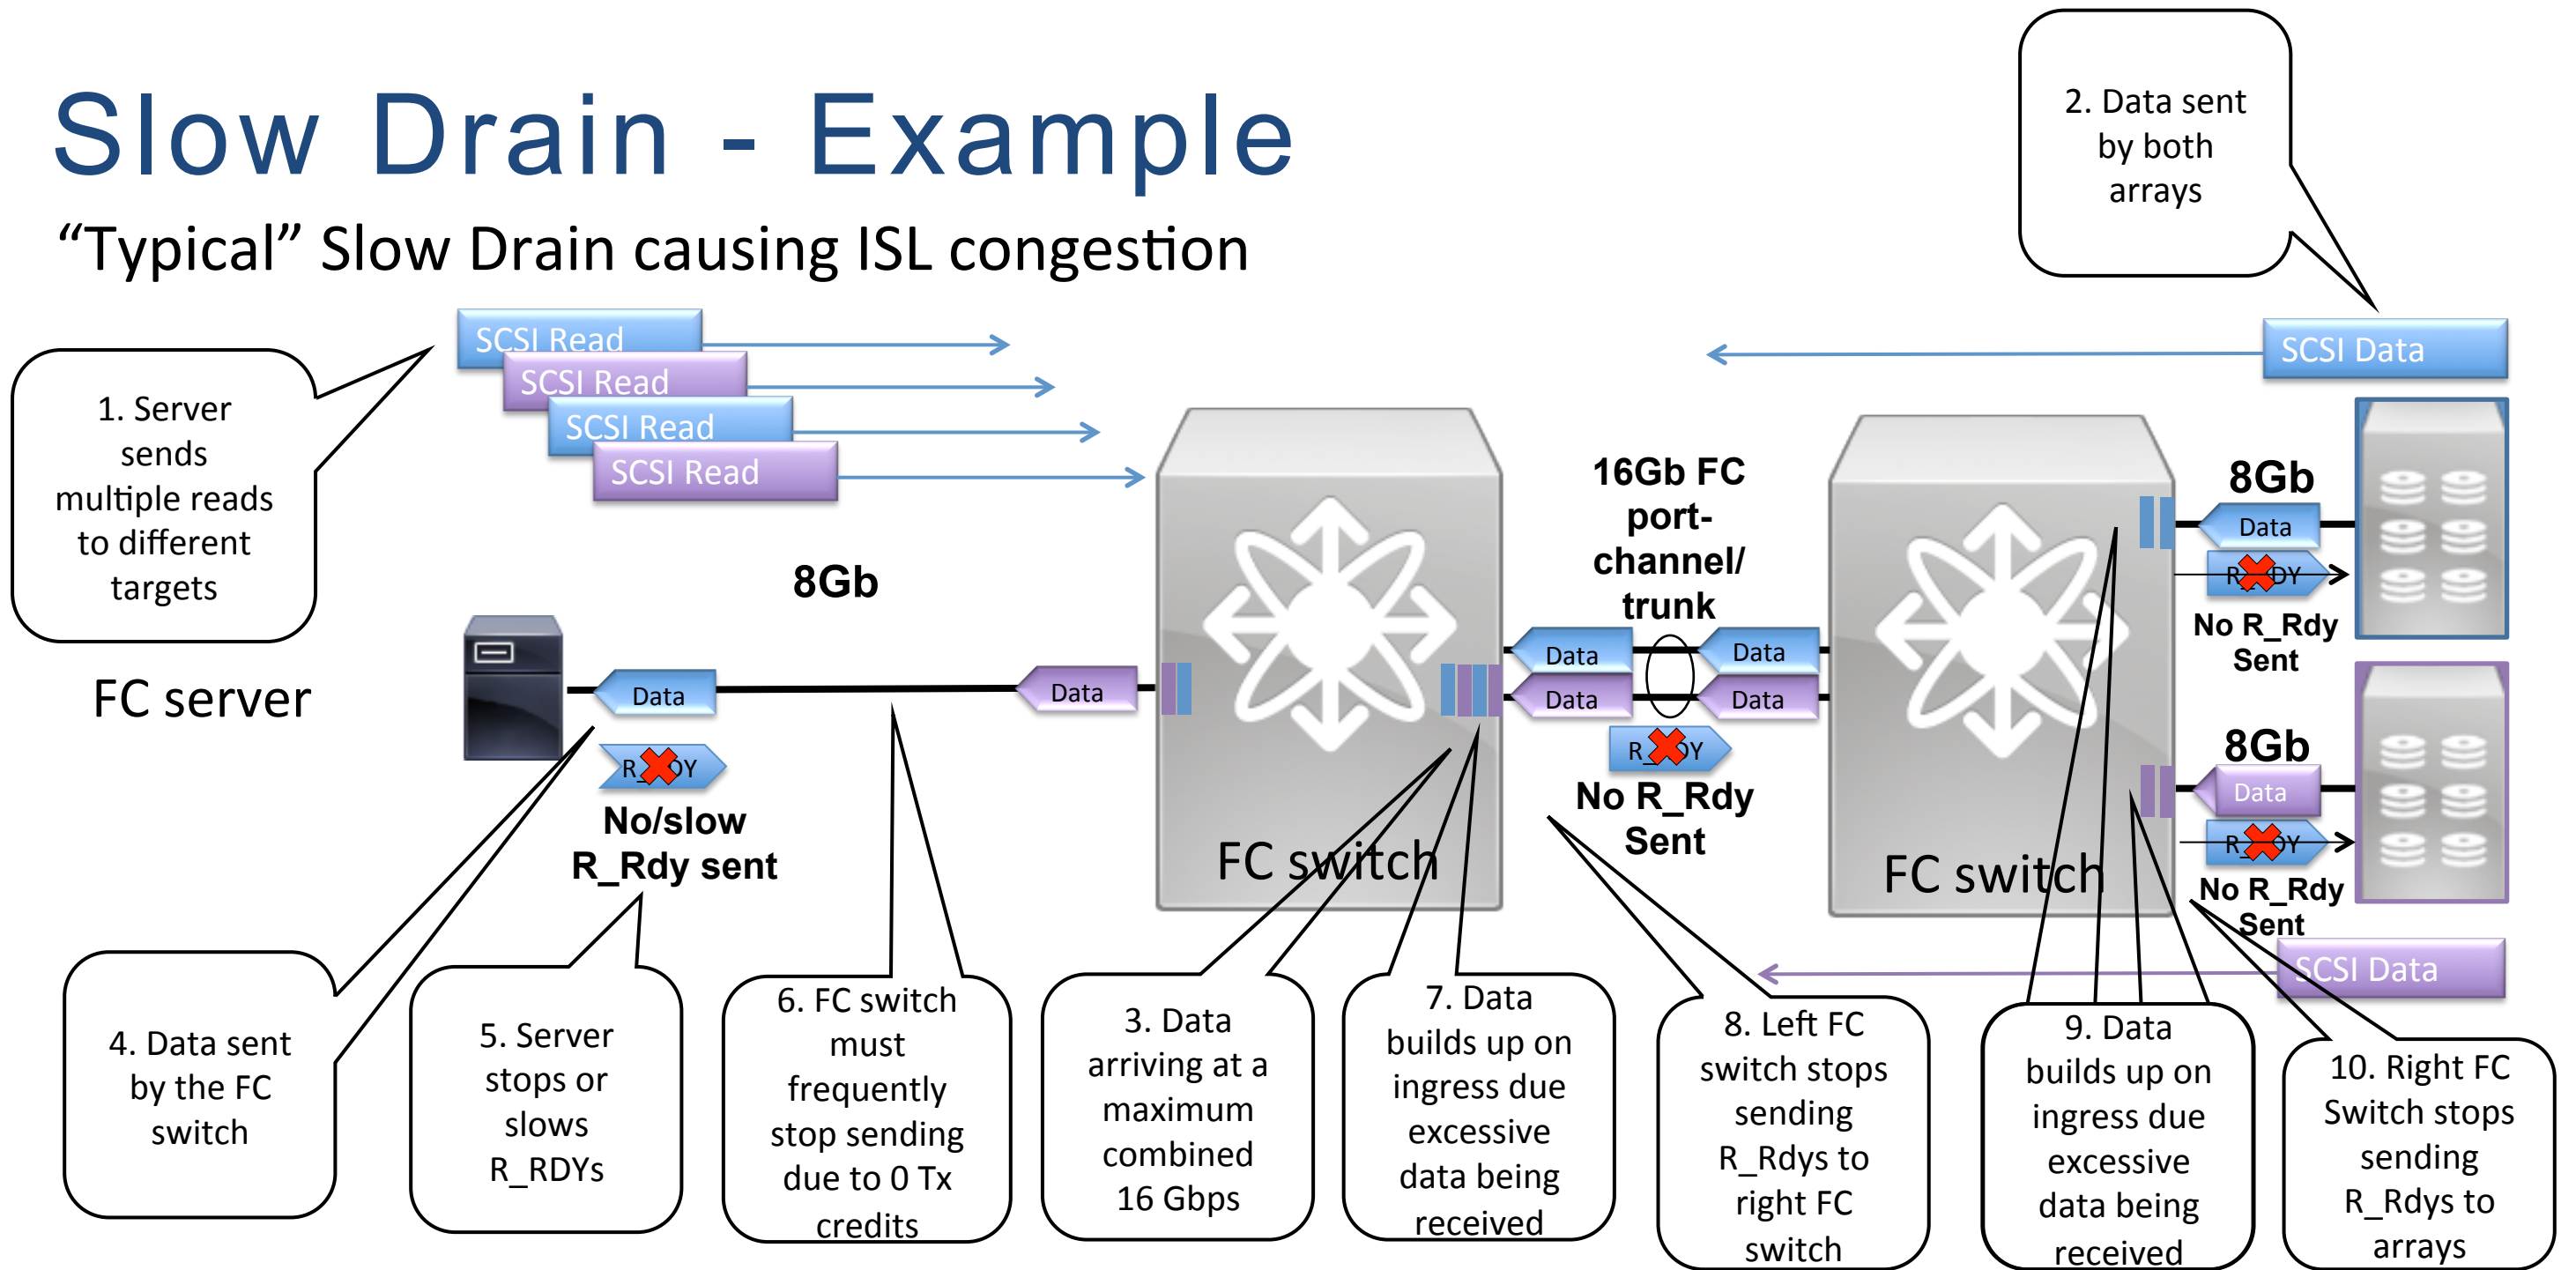 Slow Drain - Example
“Typical” Slow Drain causing ISL congestion
2. Data sent
by both
arrays
SCSI Read
SCSI Read
SCSI Read
SCSI Read
SCSI Data
1. Server
sends
multiple reads
to different
targets
8Gb
16Gb FC
port-
channel/
trunk
8Gb
Data
R_RDY
No R_Rdy
Sent
FC server
Data
Data
Data
Data
Data
Data
R_RDY
No/slow
R_Rdy sent
R_RDY
No R_Rdy
Sent
8Gb
Data
R_RDY
No R_Rdy
Sent
FC switch
FC switch
SCSI Data
4. Data sent
by the FC
switch
5. Server
stops or
slows
R_RDYs
6. FC switch
must
frequently
stop sending
due to 0 Tx
credits
3. Data
arriving at a
maximum
combined
16 Gbps
7. Data
builds up on
ingress due
excessive
data being
received
8. Left FC
switch stops
sending
R_Rdys to
right FC
switch
9. Data
builds up on
ingress due
excessive
data being
received
10. Right FC
Switch stops
sending
R_Rdys to
arrays